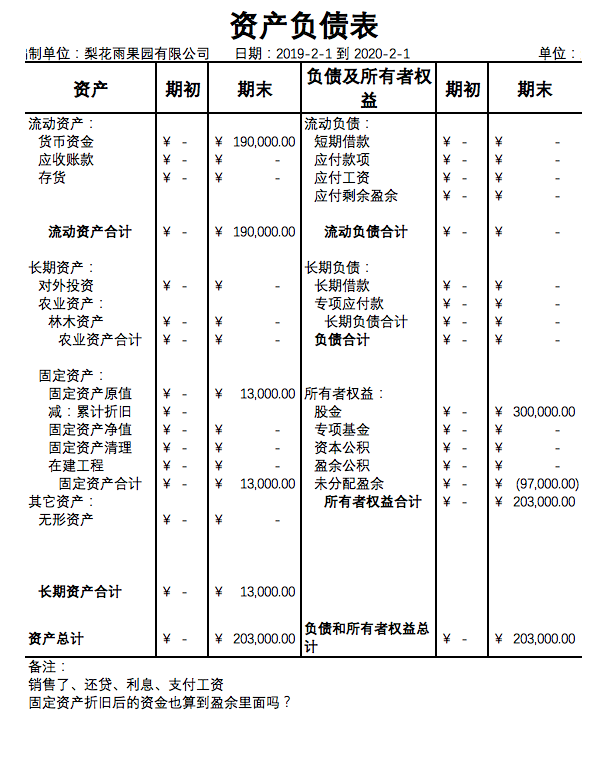 资产负债表
编制单位：梨花雨果园有限公司 日期：2019-2-1 到 2020-2-1 单位：
资产 期初 期末 负债及所有者权益 期初 期末
流动资产： 流动负债：
货币资金 ¥ - ¥ 190,000.00 短期借款 ¥ - ¥ -
应收账款 ¥ - ¥ - 应付款项 ¥ - ¥ -
存货 ¥ - ¥ - 应付工资 ¥ - ¥ -
应付剩余盈余 ¥ - ¥ -
流动资产合计 ¥ - ¥ 190,000.00 流动负债合计 ¥ - ¥ -
长期资产： 长期负债：
对外投资 ¥ - ¥ - 长期借款 ¥ - ¥ -
农业资产： 专项应付款 ¥ - ¥ -
林木资产 ¥ - ¥ - 长期负债合计 ¥ - ¥ -
农业资产合计 ¥ - ¥ - 负债合计 ¥ - ¥ -
固定资产：
固定资产原值 ¥ - ¥ 13,000.00 所有者权益：
减：累计折旧 ¥ - 股金 ¥ - ¥ 300,000.00
固定资产净值 ¥ - ¥ - 专项基金 ¥ - ¥ -
固定资产清理 ¥ - ¥ - 资本公积 ¥ - ¥ -
在建工程 ¥ - ¥ - 盈余公积 ¥ - ¥ -
固定资产合计 ¥ - ¥ 13,000.00 未分配盈余 ¥ - ¥ (97,000.00)
其它资产： 所有者权益合计 ¥ - ¥ 203,000.00
无形资产 ¥ - ¥ -
长期资产合计 ¥ - ¥ 13,000.00
资产总计 ¥ - ¥ 203,000.00 负债和所有者权益总计 ¥ - ¥ 203,000.00
备注：
销售了、还贷、利息、支付工资
固定资产折旧后的资金也算到盈余里面吗？